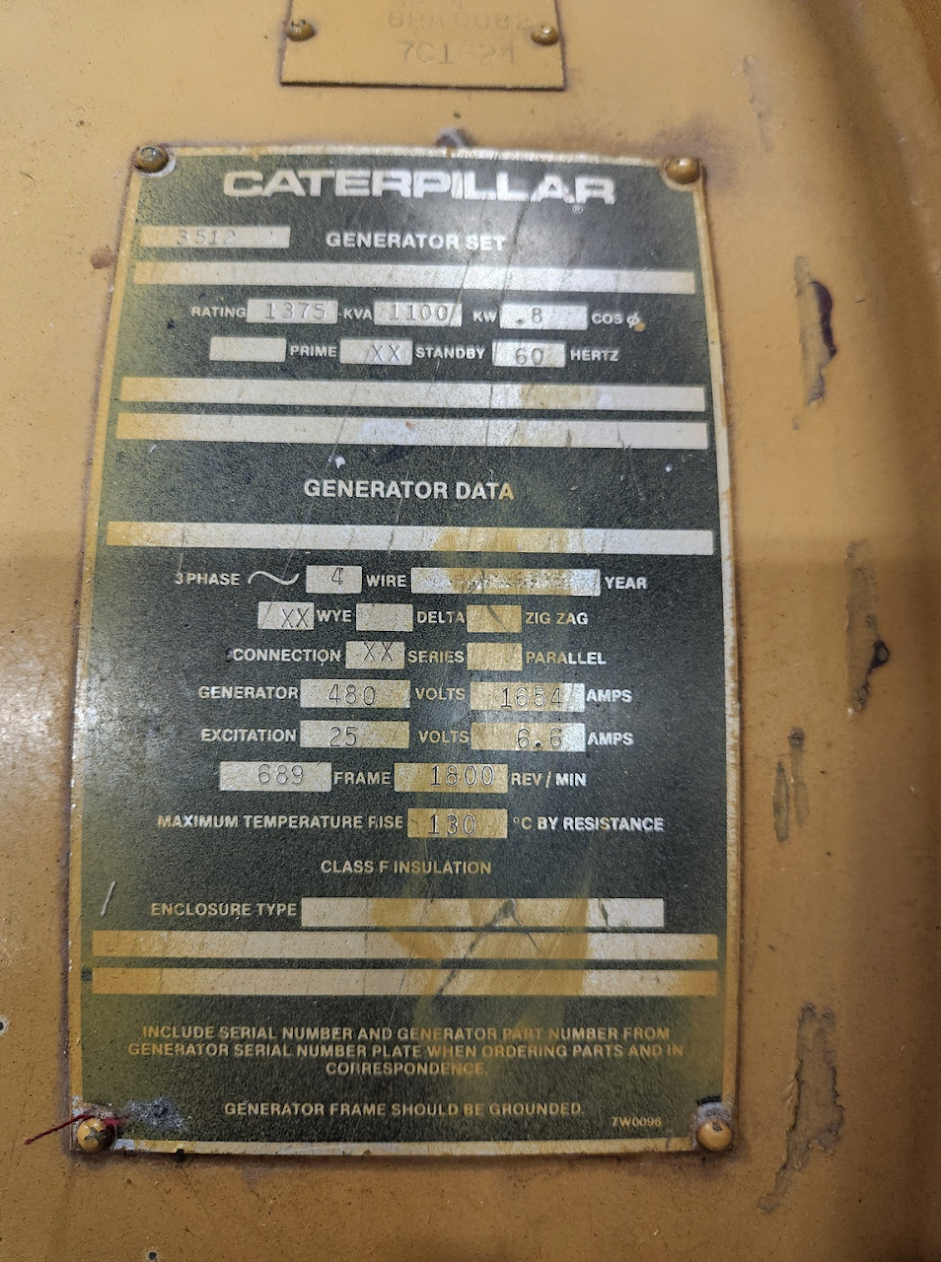 CATERPILLAR
3512 GENERATOR SET
RATING 1375 KVA 1100 KW .8 COS φ
PRIME XX STANDBY 60 HERTZ
GENERATOR DATA
3 PHASE 4 WIRE YEAR
XX WYE DELTA ZIG ZAG
CONNECTION XX SERIES PARALLEL
GENERATOR 480 VOLTS 1654 AMPS
EXCITATION 25 VOLTS 6.6 AMPS
689 FRAME 1800 REV / MIN
MAXIMUM TEMPERATURE RISE 130 °C BY RESISTANCE
CLASS F INSULATION
ENCLOSURE TYPE
INCLUDE SERIAL NUMBER AND GENERATOR PART NUMBER FROM
GENERATOR SERIAL NUMBER PLATE WHEN ORDERING PARTS AND IN
CORRESPONDENCE.
GENERATOR FRAME SHOULD BE GROUNDED.
7W0096